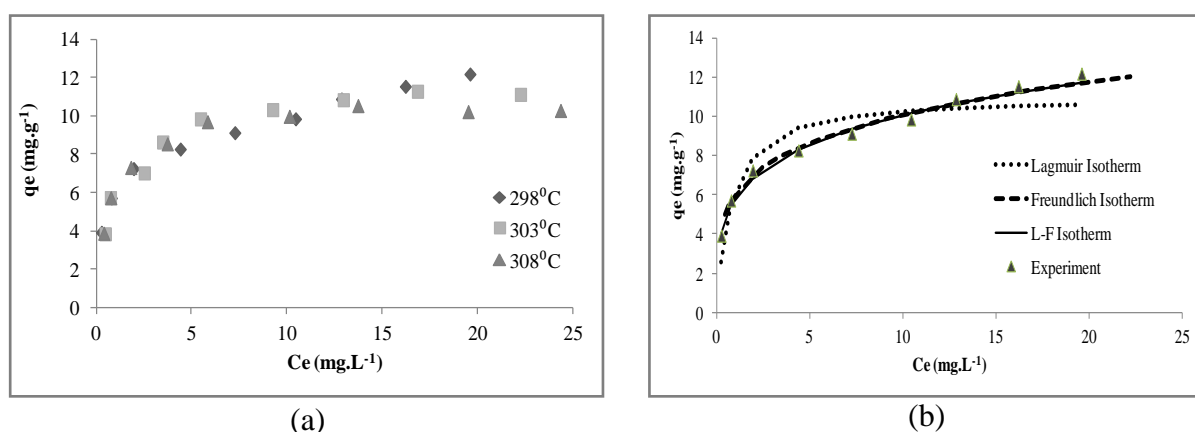 14
12
10
8
6
4
2
0
qe (mg.g⁻¹)
298⁰C
303⁰C
308⁰C
0 5 10 15 20 25
Ce (mg.L⁻¹)
(a)
14
12
10
8
6
4
2
0
qe (mg.g⁻¹)
Lagmuir Isotherm
Freundlich Isotherm
L-F Isotherm
Experiment
0 5 10 15 20 25
Ce (mg.L⁻¹)
(b)